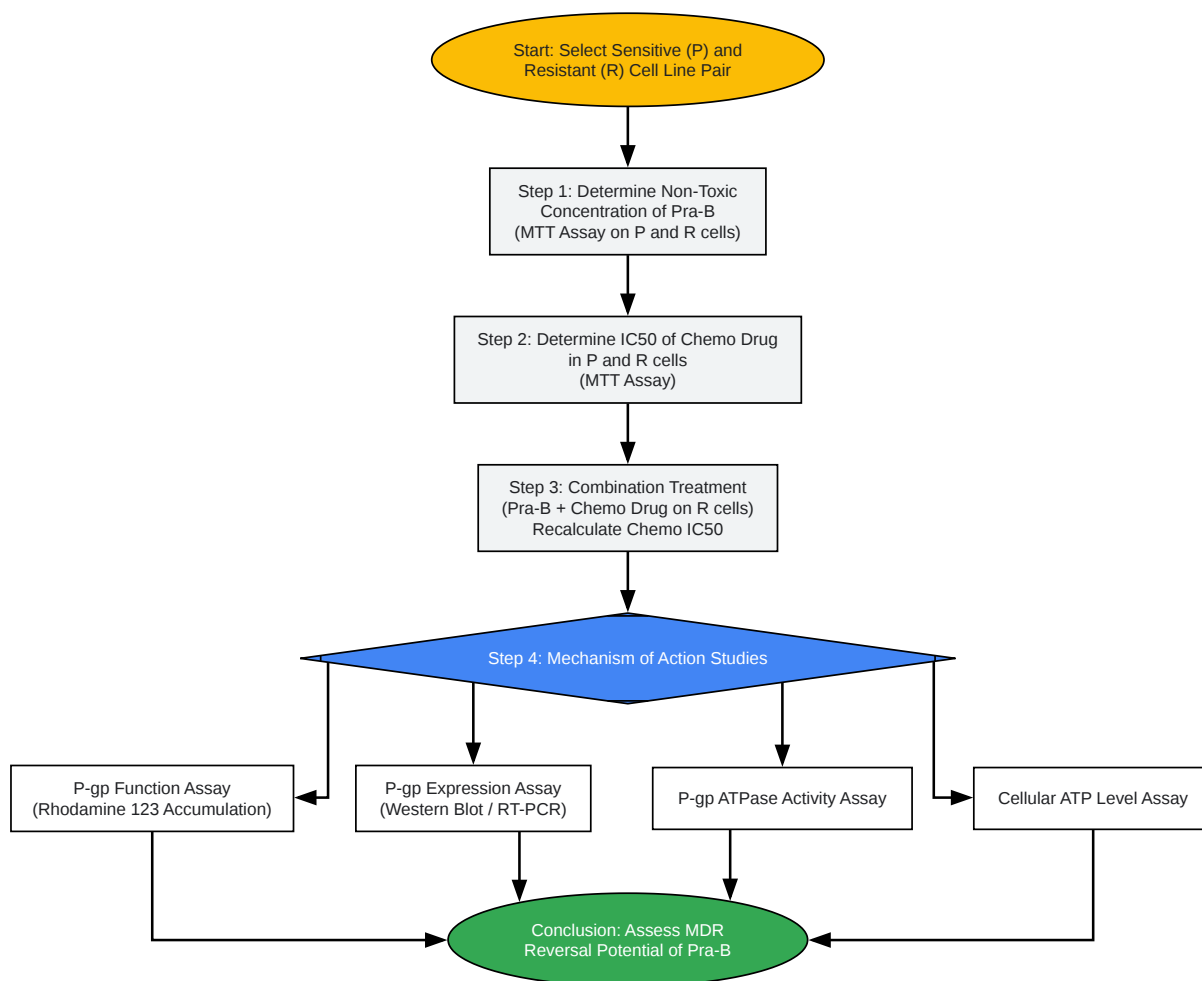 Start: Select Sensitive (P) and
Resistant (R) Cell Line Pair
Step 1: Determine Non-Toxic
Concentration of Pra-B
(MTT Assay on P and R cells)
Step 2: Determine IC50 of Chemo Drug
in P and R cells
(MTT Assay)
Step 3: Combination Treatment
(Pra-B + Chemo Drug on R cells)
Recalculate Chemo IC50
Step 4: Mechanism of Action Studies
P-gp Function Assay
(Rhodamine 123 Accumulation)
P-gp Expression Assay
(Western Blot / RT-PCR)
P-gp ATPase Activity Assay
Cellular ATP Level Assay
Conclusion: Assess MDR
Reversal Potential of Pra-B